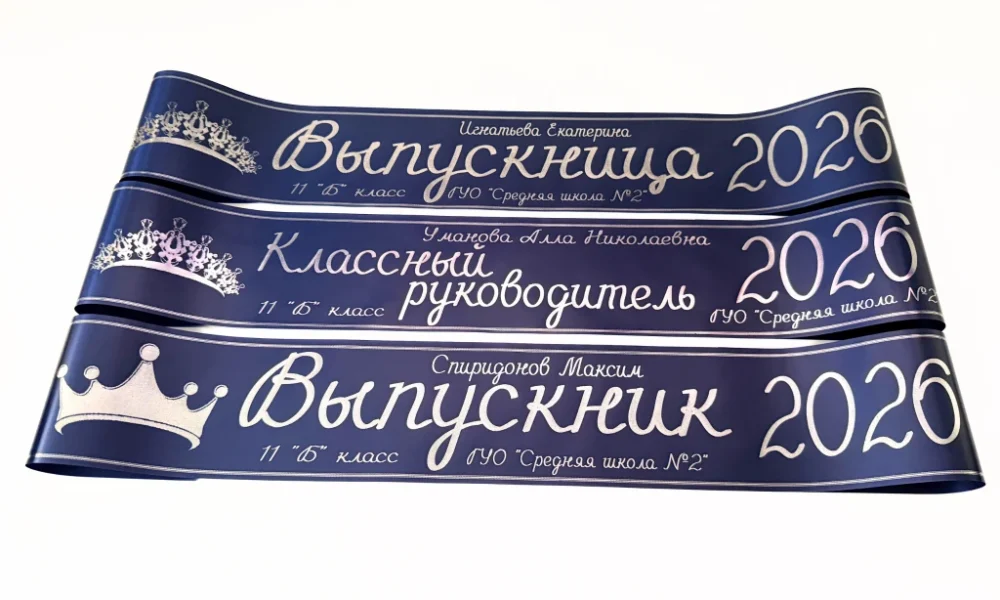 Игнатьева Екатерина
Выпускница 2026
11 "Б" класс ГУО "Средняя школа №2"
Уманова Алла Николаевна
Классный 2026
руководитель
11 "Б" класс ГУО "Средняя школа №2
Спиридонов Максим
Выпускник 2026
11 "Б" класс ГУО "Средняя школа №2"